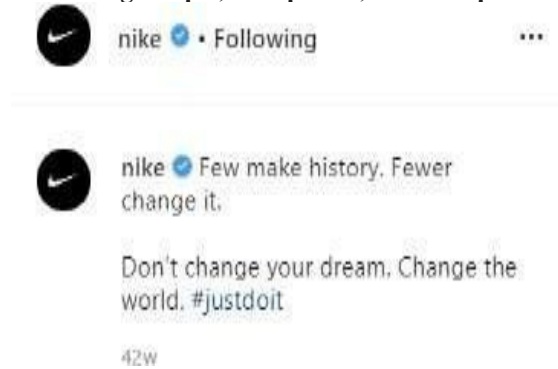 nike • Following
nike Few make history. Fewer
change it.
Don't change your dream. Change the
world. #justdoit
42w